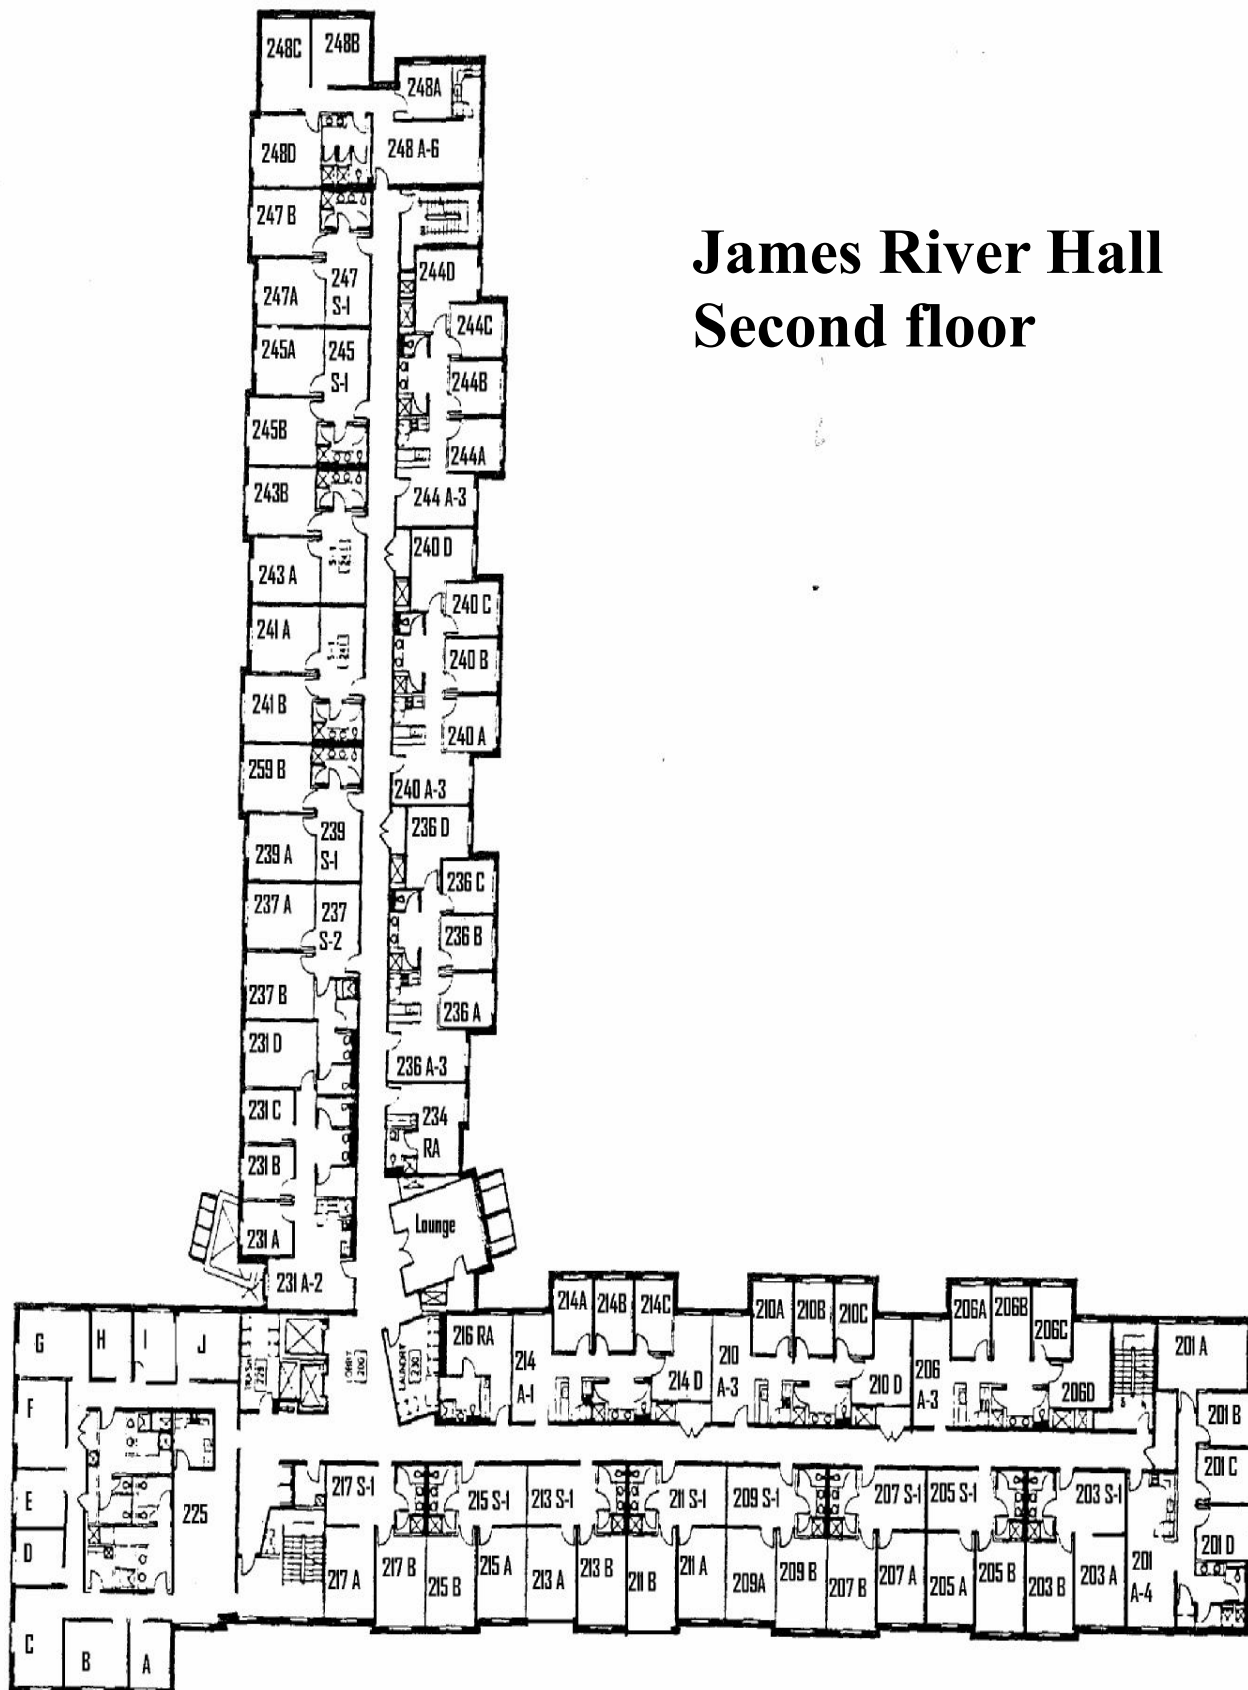 James River Hall
Second floor
248C
248B
248A
248D
248 A-6
247 B
247
S-1
247A
244D
244C
245A
245
S-1
244B
245B
244A
243B
244 A-3
240 D
243 A
240 C
241 A
240 B
241 B
240 A
259 B
240 A-3
239 A
239
S-1
236 D
236 C
237 A
237
S-2
236 B
237 B
236 A
231 D
236 A-3
231 C
234
RA
231 B
231 A
Lounge
231 A-2
G
H
I
J
TRASH
LOBBY
200
LAUNDRY
230
216 RA
214
A-1
214A
214B
214C
214 D
210
A-3
210A
210B
210C
210 D
206
A-3
206A
206B
206C
206D
201 A
201 B
201 C
201 D
F
E
D
C
B
A
225
217 S-1
215 S-1
213 S-1
211 S-1
209 S-1
207 S-1
205 S-1
203 S-1
217 A
217 B
215 B
215 A
213 A
213 B
211 B
211 A
209A
209 B
207 B
207 A
205 A
205 B
203 B
203 A
201
A-4